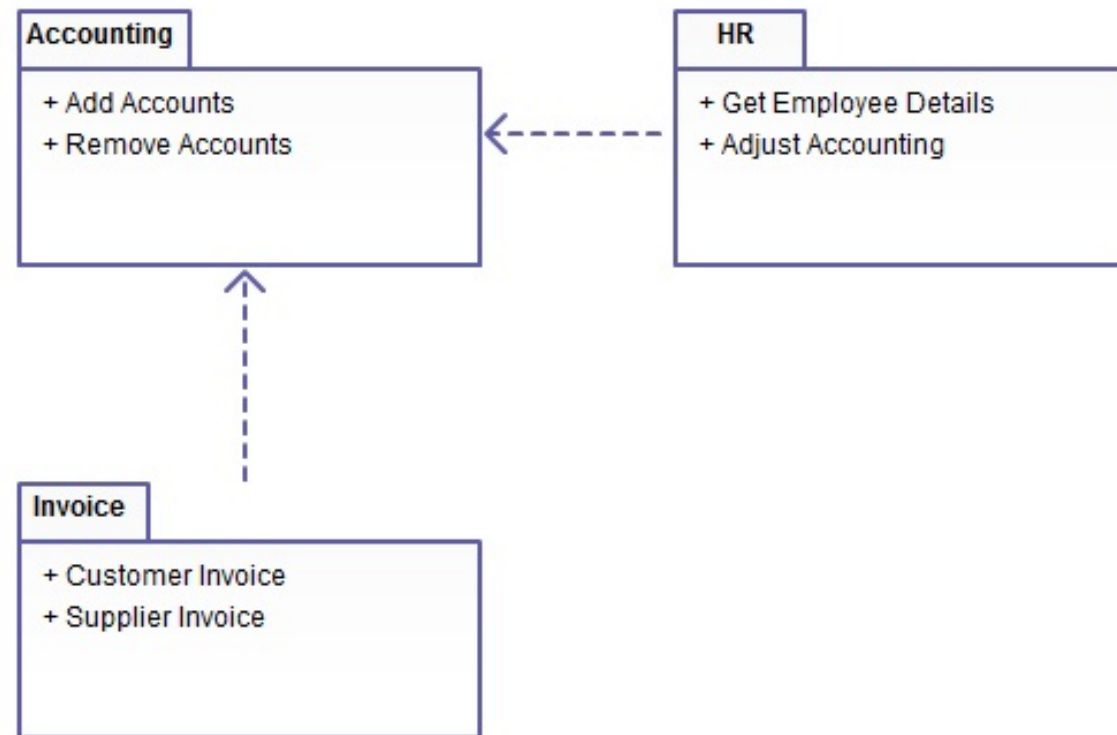 Accounting
+ Add Accounts
+ Remove Accounts
HR
+ Get Employee Details
+ Adjust Accounting
Invoice
+ Customer Invoice
+ Supplier Invoice